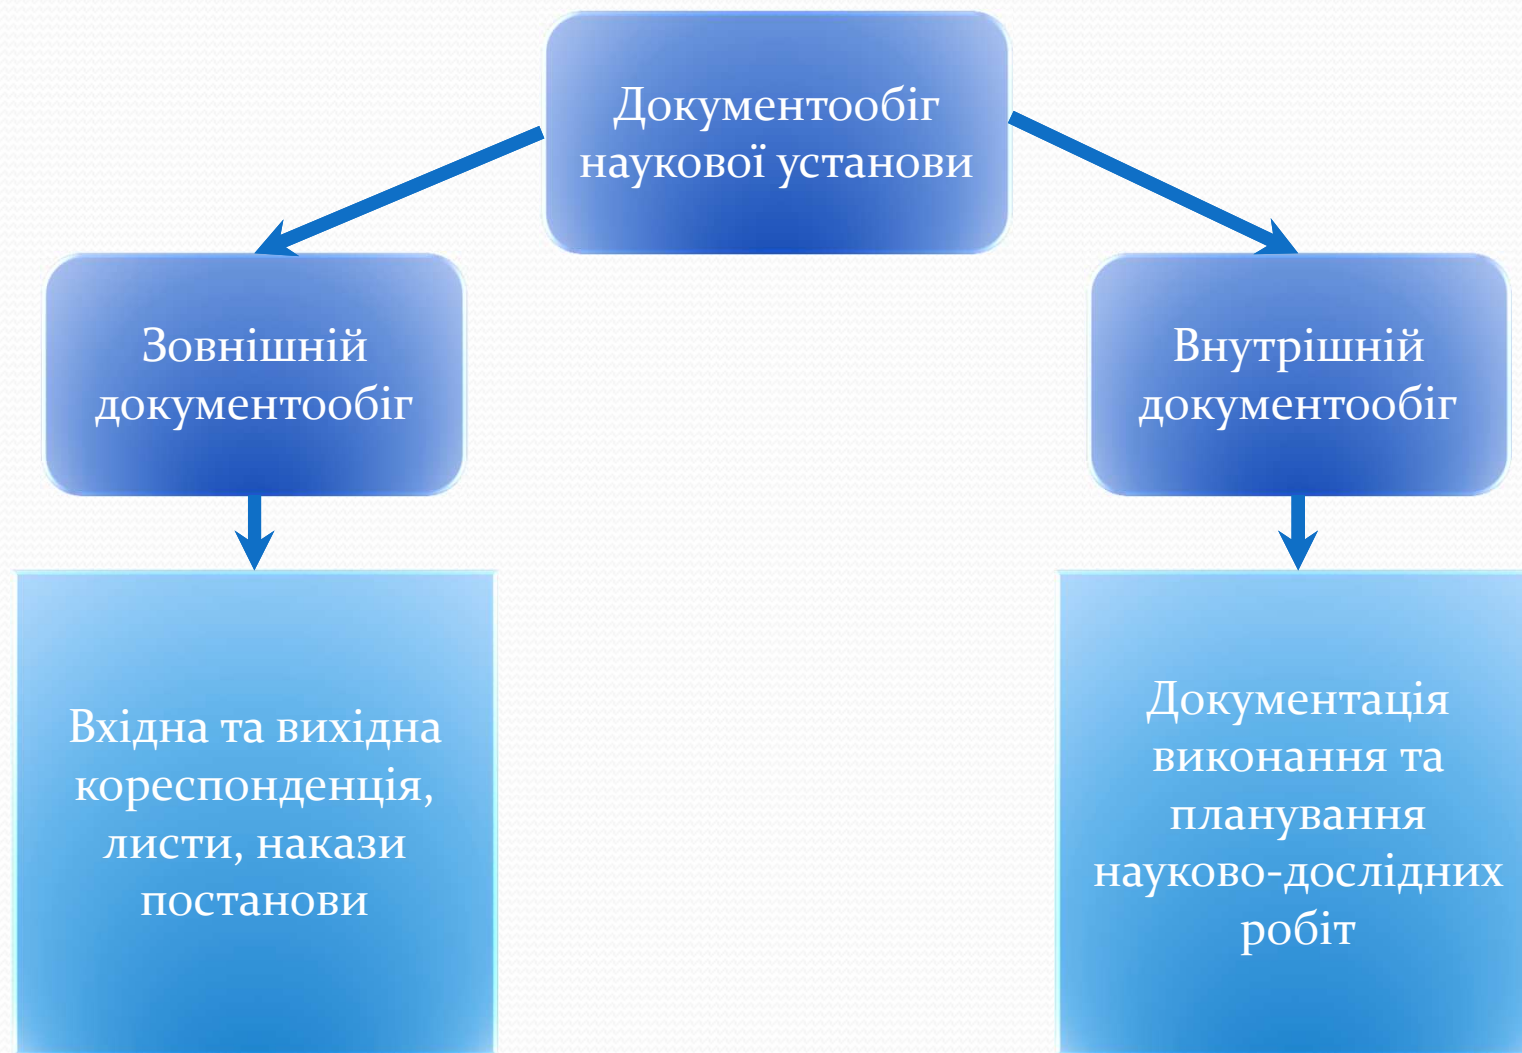 Документообіг
наукової установи
Зовнішній
документообіг
Внутрішній
документообіг
Вхідна та вихідна
кореспонденція,
листи, накази
постанови
Документація
виконання та
планування
науково-дослідних
робіт